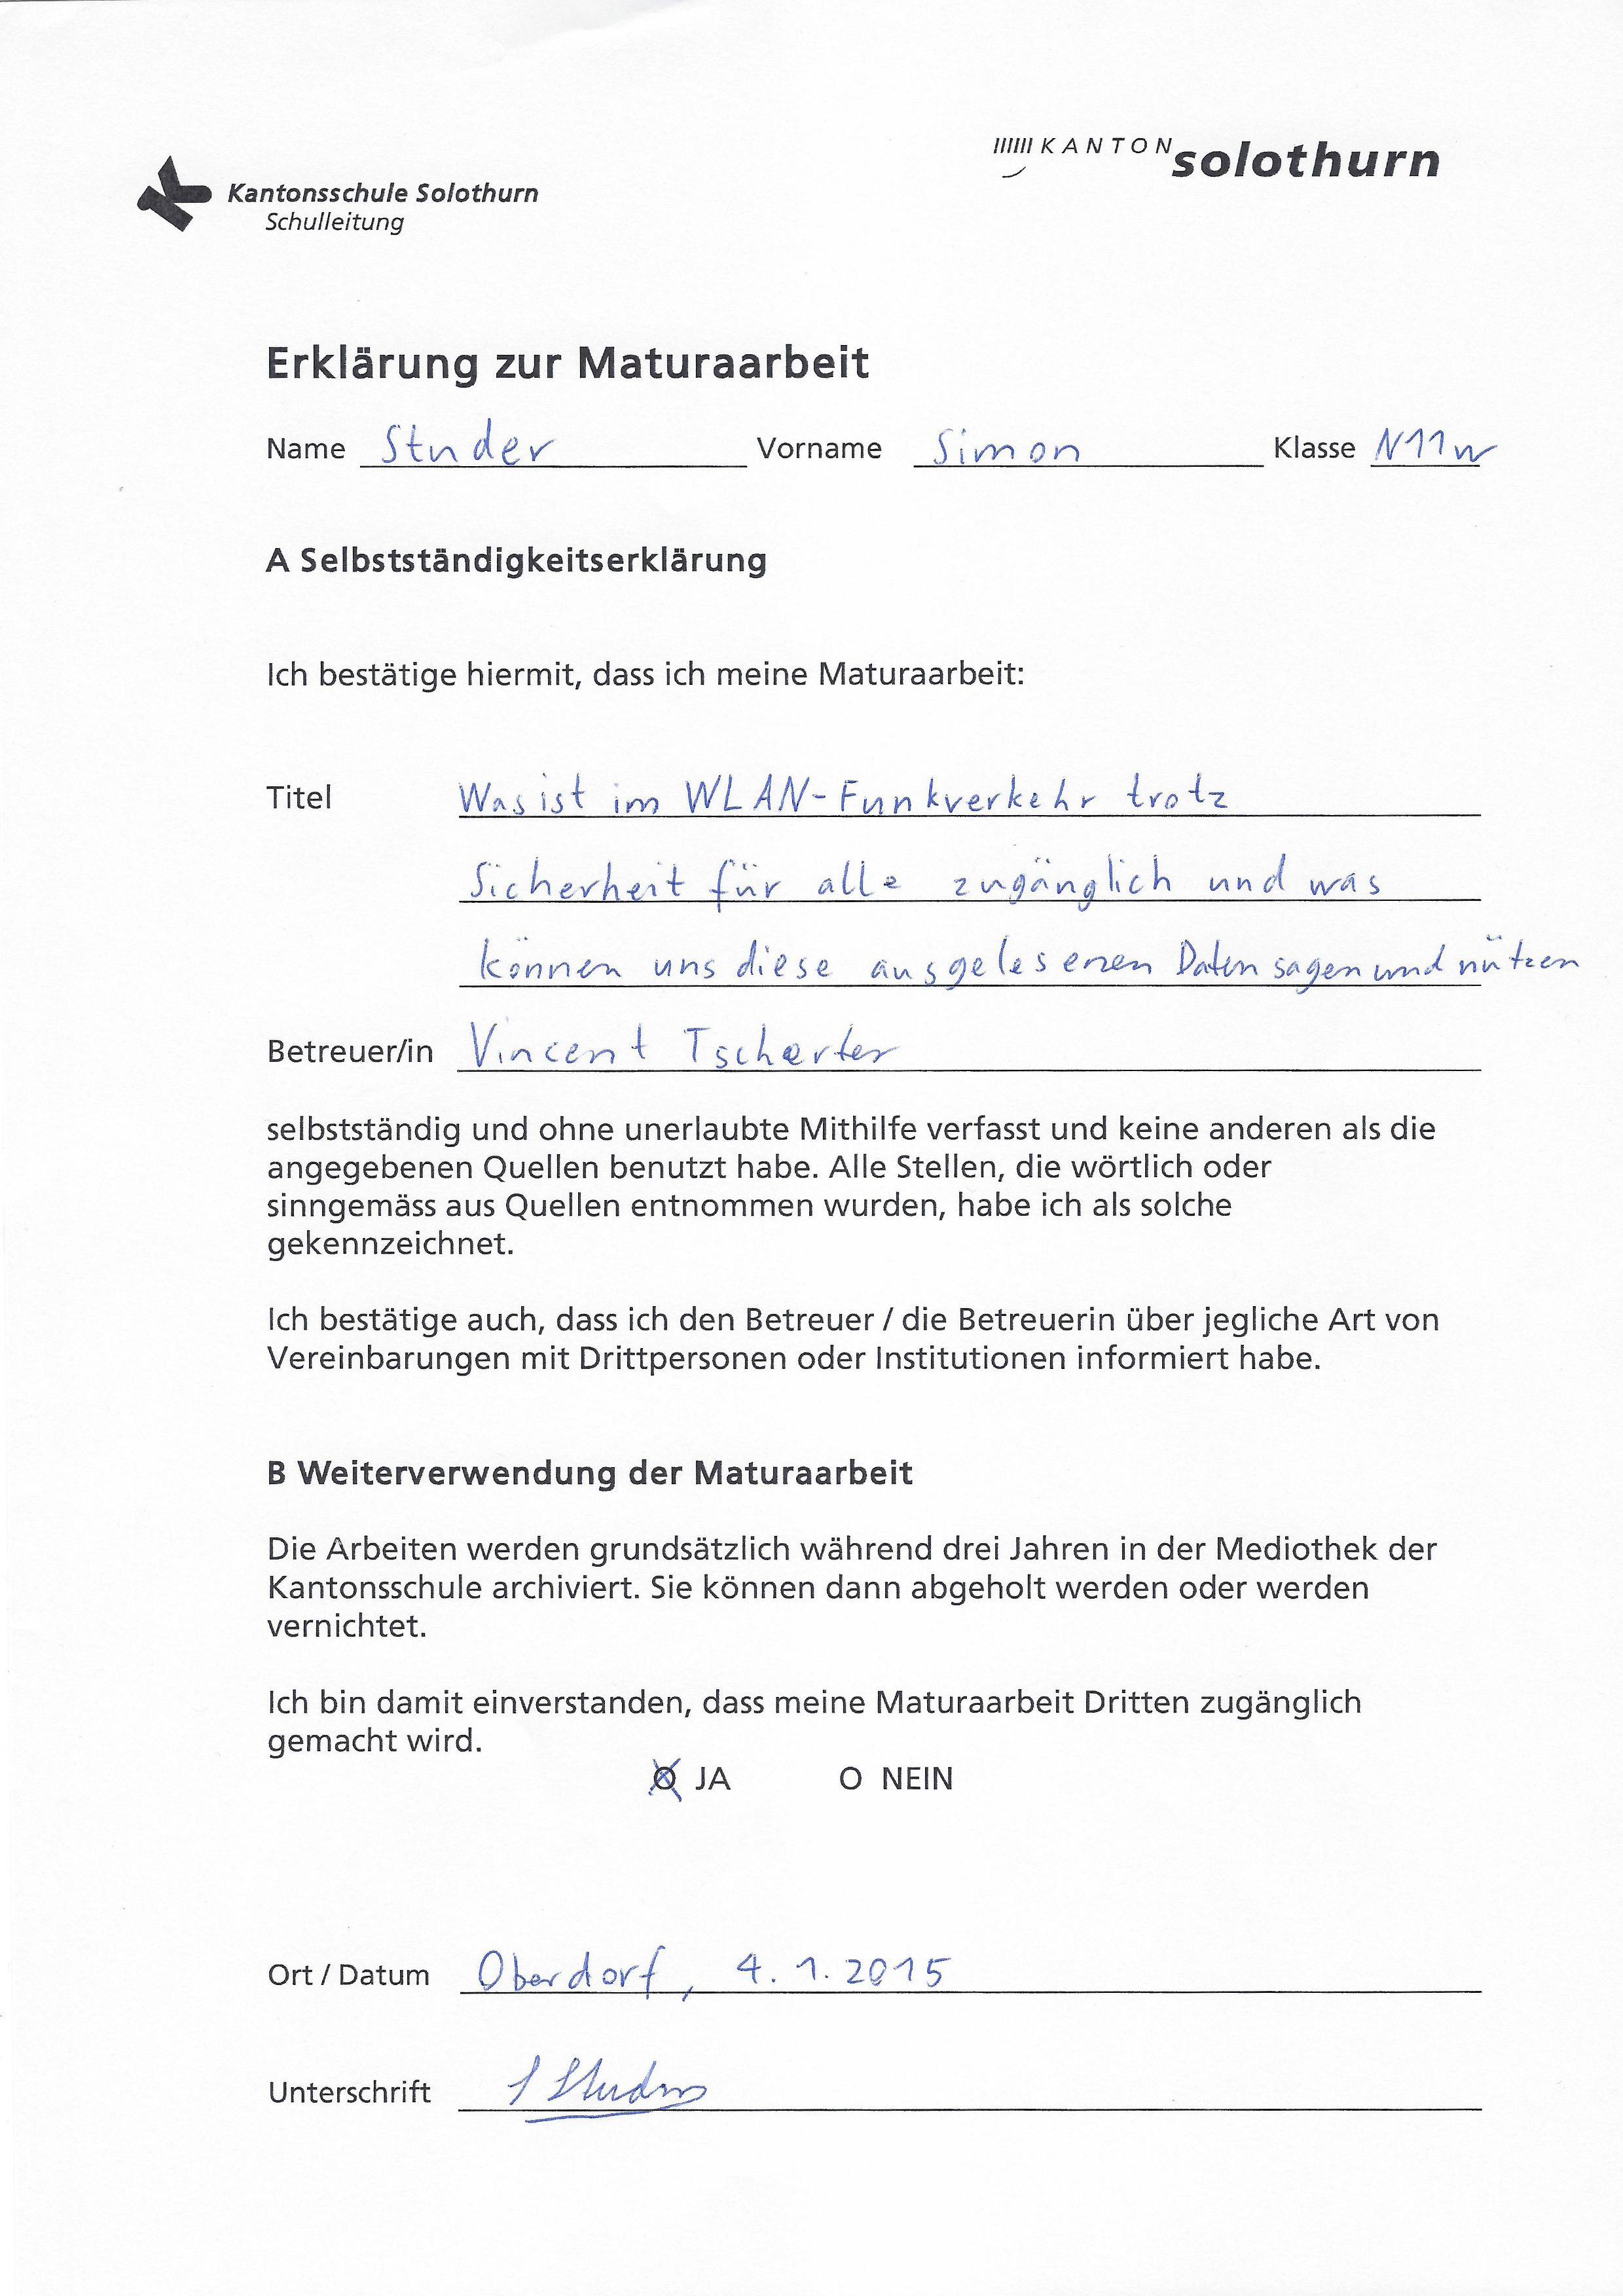 KANTON solothurn
Kantonsschule Solothurn
Schulleitung
Erklärung zur Maturaarbeit
Name Studer Vorname Simon Klasse N11w
A Selbstständigkeitserklärung
Ich bestätige hiermit, dass ich meine Maturaarbeit:
Titel Was ist im WLAN-Funkverkehr trotz
Sicherheit für alle zugänglich und was
können uns diese ausgelesenen Daten sagen und nützen
Betreuer/in Vincent Tscherter
selbstständig und ohne unerlaubte Mithilfe verfasst und keine anderen als die
angegebenen Quellen benutzt habe. Alle Stellen, die wörtlich oder
sinngemäss aus Quellen entnommen wurden, habe ich als solche
gekennzeichnet.
Ich bestätige auch, dass ich den Betreuer / die Betreuerin über jegliche Art von
Vereinbarungen mit Drittpersonen oder Institutionen informiert habe.
B Weiterverwendung der Maturaarbeit
Die Arbeiten werden grundsätzlich während drei Jahren in der Mediothek der
Kantonsschule archiviert. Sie können dann abgeholt werden oder werden
vernichtet.
Ich bin damit einverstanden, dass meine Maturaarbeit Dritten zugänglich
gemacht wird.
O JA O NEIN
Ort / Datum Oberdorf, 4.1.2015
Unterschrift S Studer